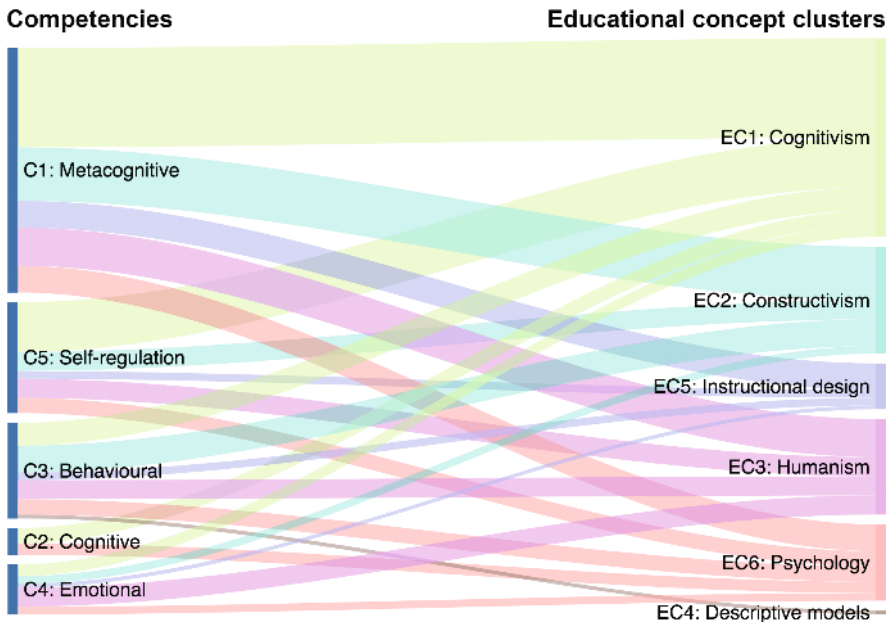 Competencies
Educational concept clusters
EC1: Cognitivism
C1: Metacognitive
EC2: Constructivism
C5: Self-regulation
EC5: Instructional design
EC3: Humanism
C3: Behavioural
C2: Cognitive
EC6: Psychology
C4: Emotional
EC4: Descriptive models